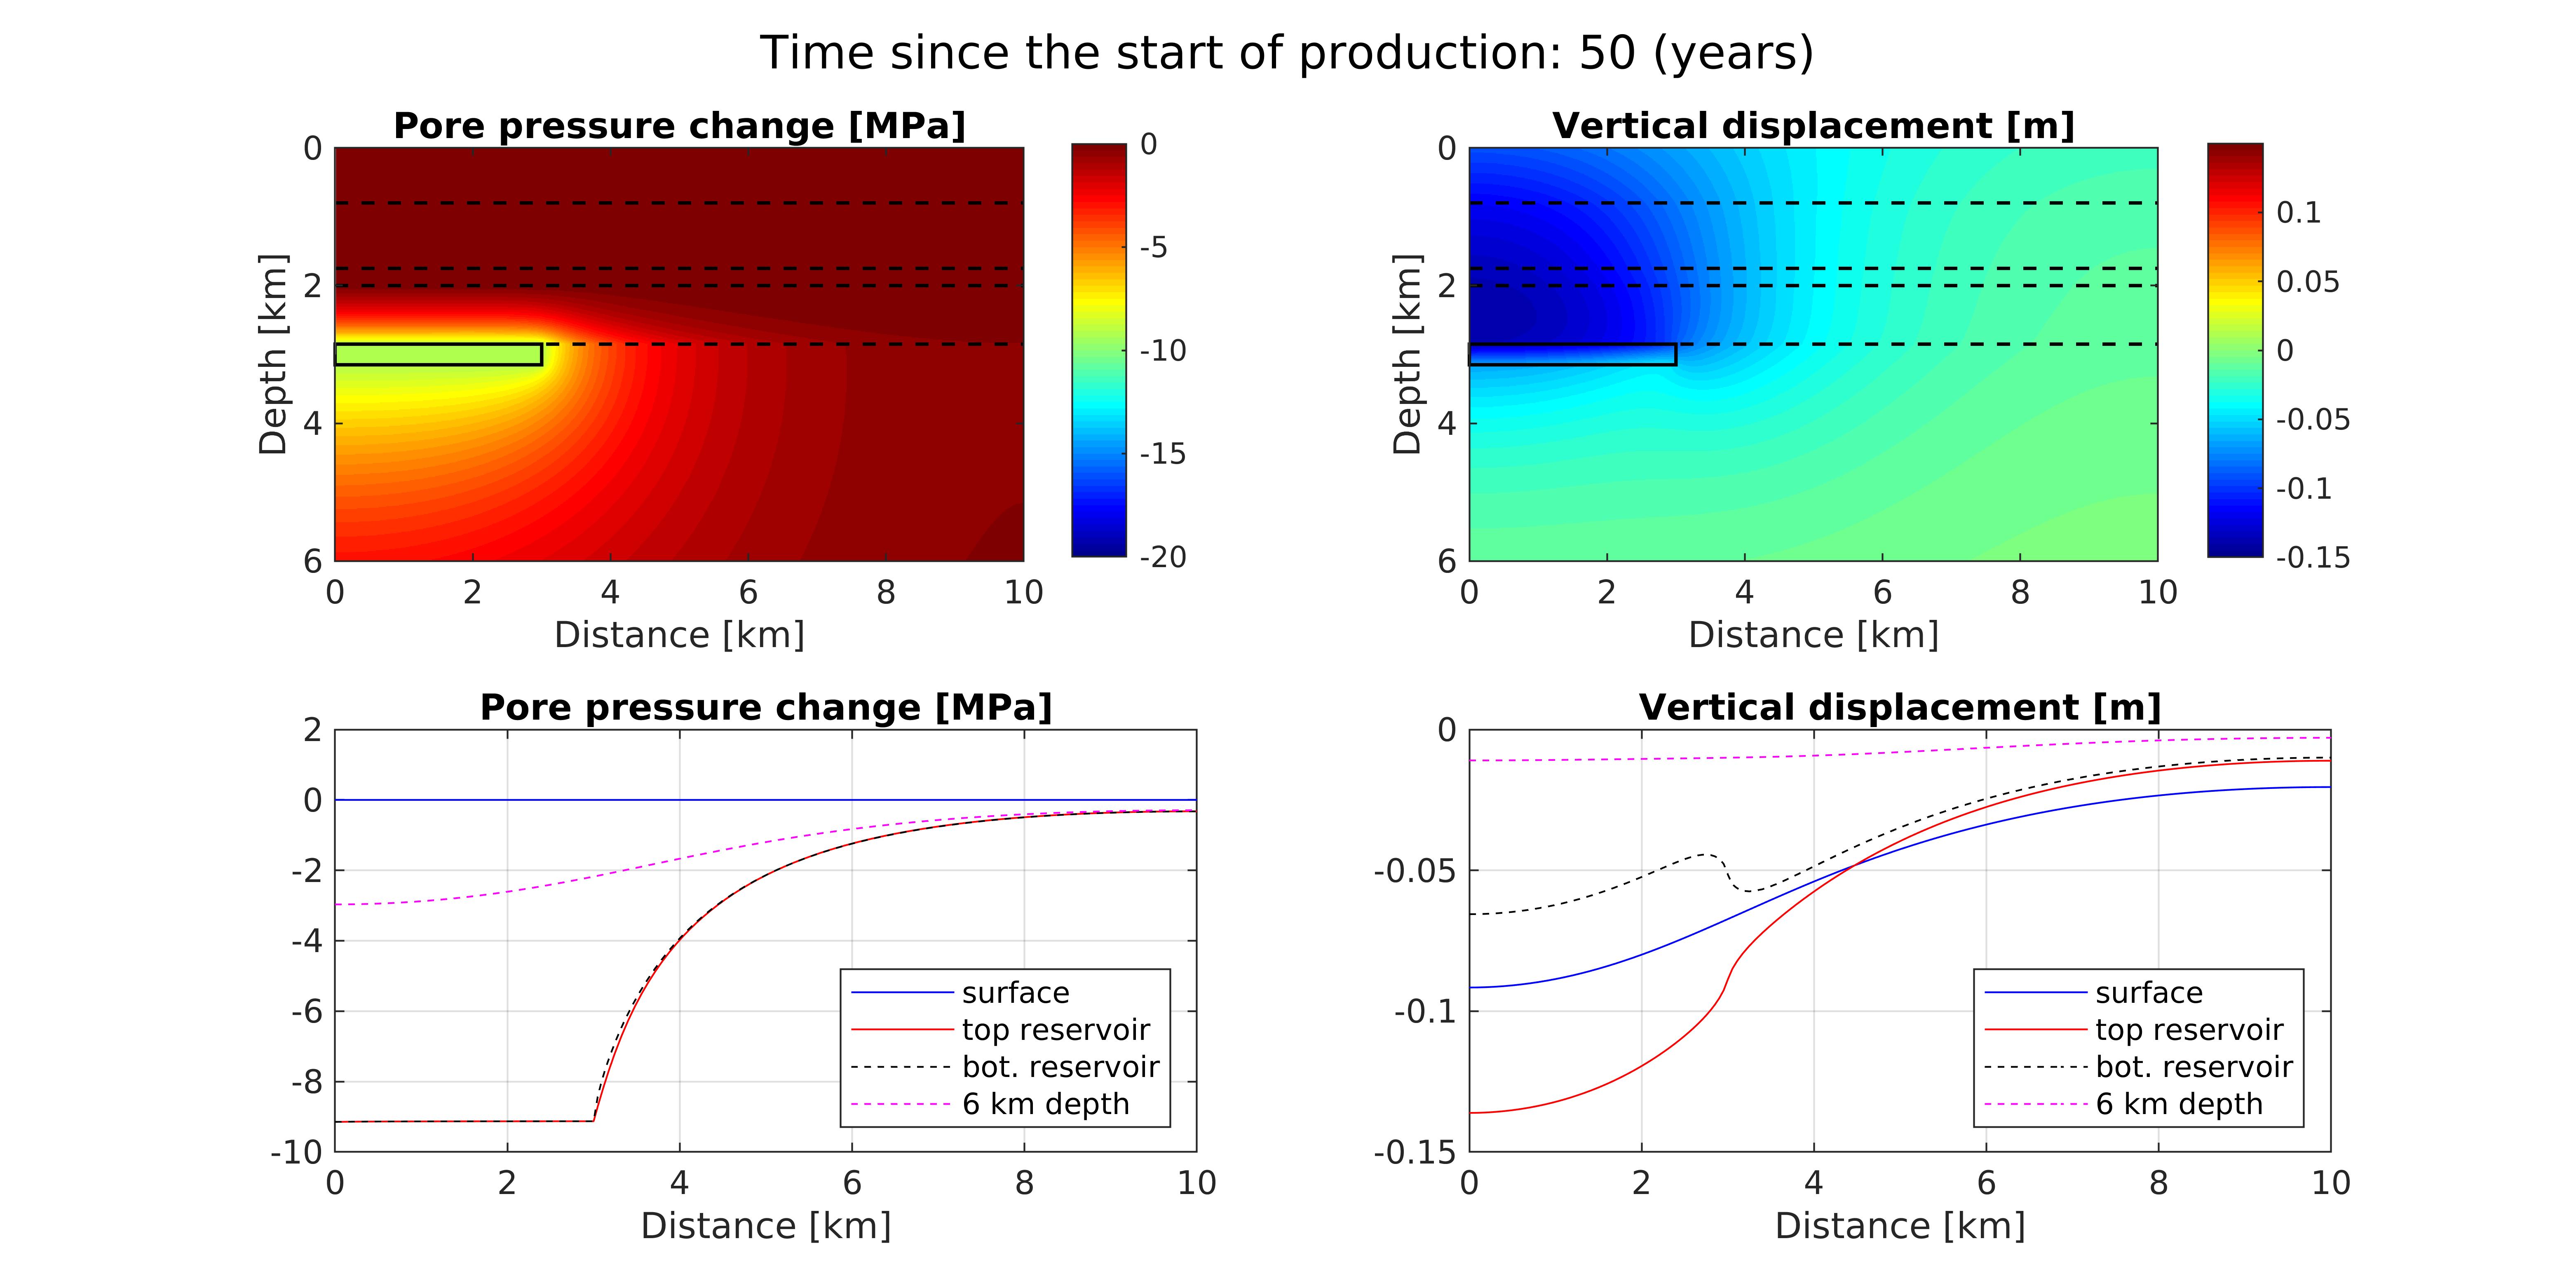 Time since the start of production: 50 (years)
Pore pressure change [MPa]
0
2
4
6
Depth [km]
0 2 4 6 8 10
Distance [km]
0
-5
-10
-15
-20
Vertical displacement [m]
0
2
4
6
Depth [km]
0 2 4 6 8 10
Distance [km]
0.1
0.05
0
-0.05
-0.1
-0.15
Pore pressure change [MPa]
2
0
-2
-4
-6
-8
-10
0 2 4 6 8 10
Distance [km]
surface
top reservoir
bot. reservoir
6 km depth
Vertical displacement [m]
0
-0.05
-0.1
-0.15
0 2 4 6 8 10
Distance [km]
surface
top reservoir
bot. reservoir
6 km depth